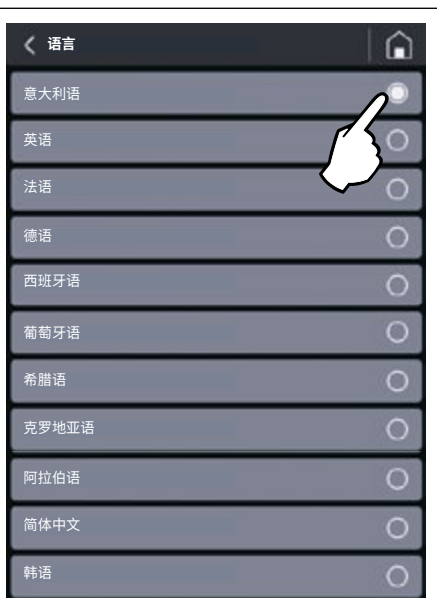 语言
意大利语
英语
法语
德语
西班牙语
葡萄牙语
希腊语
克罗地亚语
阿拉伯语
简体中文
韩语